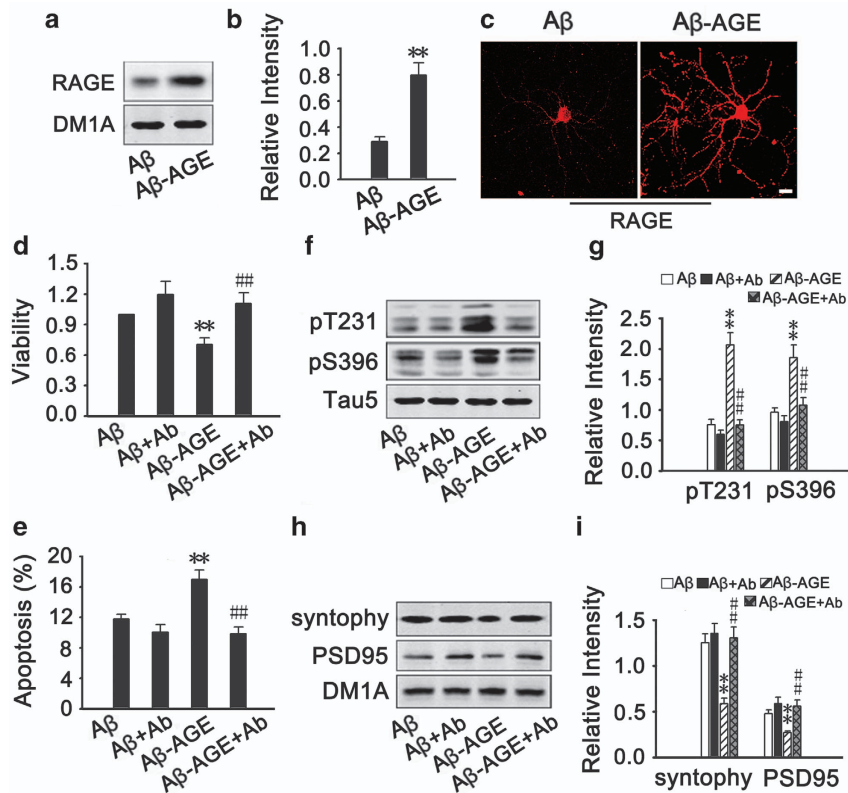 a
RAGE
DM1A
Aβ
Aβ-AGE
b
Relative Intensity
1.0
0.8
0.6
0.4
0.2
0.0
**
Aβ
Aβ-AGE
c
Aβ
Aβ-AGE
RAGE
d
Viability
1.5
1.2
0.9
0.6
0.3
0.0
**
##
Aβ
Aβ+Ab
Aβ-AGE
Aβ-AGE+Ab
f
pT231
pS396
Tau5
Aβ
Aβ+Ab
Aβ-AGE
Aβ-AGE+Ab
g
Aβ
Aβ+Ab
Aβ-AGE
Aβ-AGE+Ab
Relative Intensity
2.5
2.0
1.5
1.0
0.5
0.0
**
##
**
##
pT231
pS396
e
Apoptosis (%)
20
16
12
8
4
0
**
##
Aβ
Aβ+Ab
Aβ-AGE
Aβ-AGE+Ab
h
syntophy
PSD95
DM1A
Aβ
Aβ+Ab
Aβ-AGE
Aβ-AGE+Ab
i
Aβ
Aβ+Ab
Aβ-AGE
Aβ-AGE+Ab
Relative Intensity
1.5
1.0
0.5
0.0
**
##
**
##
syntophy
PSD95